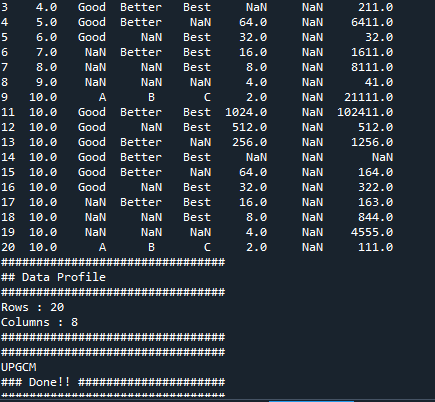 3 4.0 Good Better Best NaN NaN 211.0
4 5.0 Good Better NaN 64.0 NaN 6411.0
5 6.0 Good NaN Best 32.0 NaN 32.0
6 7.0 NaN Better Best 16.0 NaN 1611.0
7 8.0 NaN NaN Best 8.0 NaN 8111.0
8 9.0 NaN NaN NaN 4.0 NaN 41.0
9 10.0 A B C 2.0 NaN 21111.0
11 10.0 Good Better Best 1024.0 NaN 102411.0
12 10.0 Good NaN Best 512.0 NaN 512.0
13 10.0 Good Better NaN 256.0 NaN 1256.0
14 10.0 Good Better Best NaN NaN NaN
15 10.0 Good Better NaN 64.0 NaN 164.0
16 10.0 Good NaN Best 32.0 NaN 322.0
17 10.0 NaN Better Best 16.0 NaN 163.0
18 10.0 NaN NaN Best 8.0 NaN 844.0
19 10.0 NaN NaN NaN 4.0 NaN 4555.0
20 10.0 A B C 2.0 NaN 111.0
################################
## Data Profile
################################
Rows : 20
Columns : 8
################################
################################
UPGCM
### Done!! #####################
################################